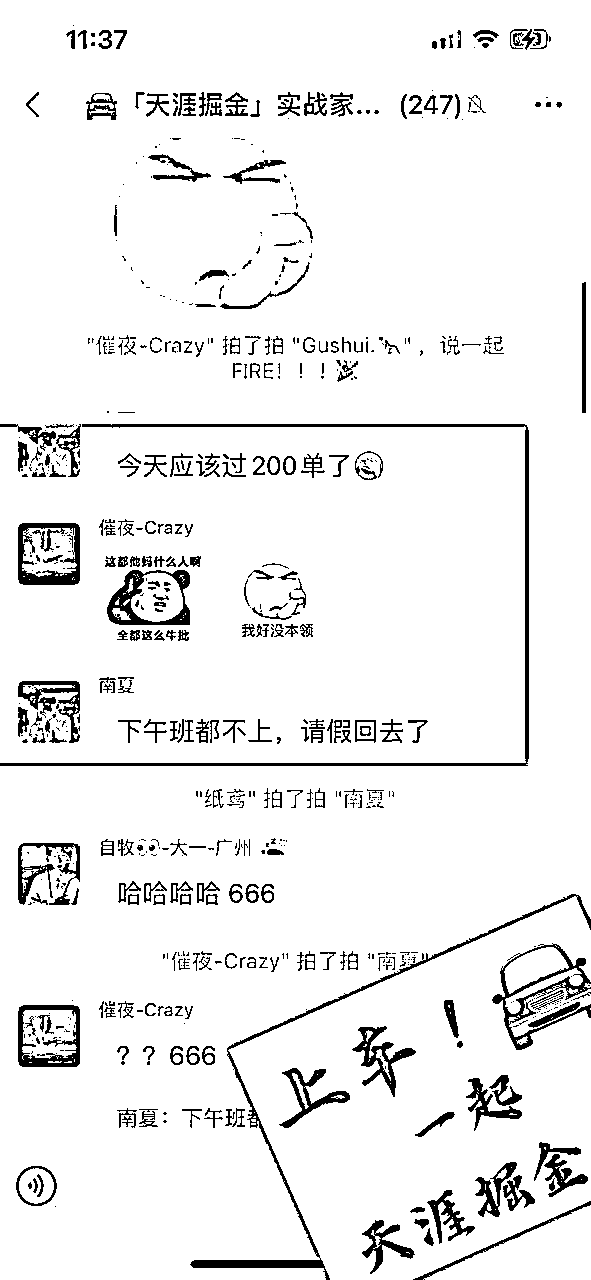 11:37
「天涯掘金」实战家... (247)
"催夜-Crazy" 拍了拍 "Gushui.🐎" ，说一起
FIRE！！！🎉
今天应该过200单了
催夜-Crazy
这都他妈什么人啊
全都这么牛批
我好没本领
南夏
下午班都不上，请假回去了
"纸鸢" 拍了拍 "南夏"
自牧👀-大一-广州
哈哈哈哈 666
"催夜-Crazy" 拍了拍 "南夏"
催夜-Crazy
？？666
南夏：下午班都
上车！
一起
天涯掘金